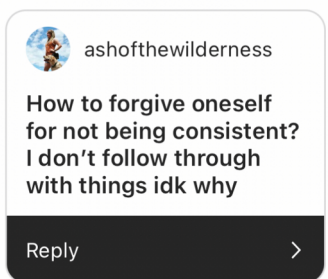 ashofthewilderness
How to forgive oneself
for not being consistent?
I don’t follow through
with things idk why
Reply